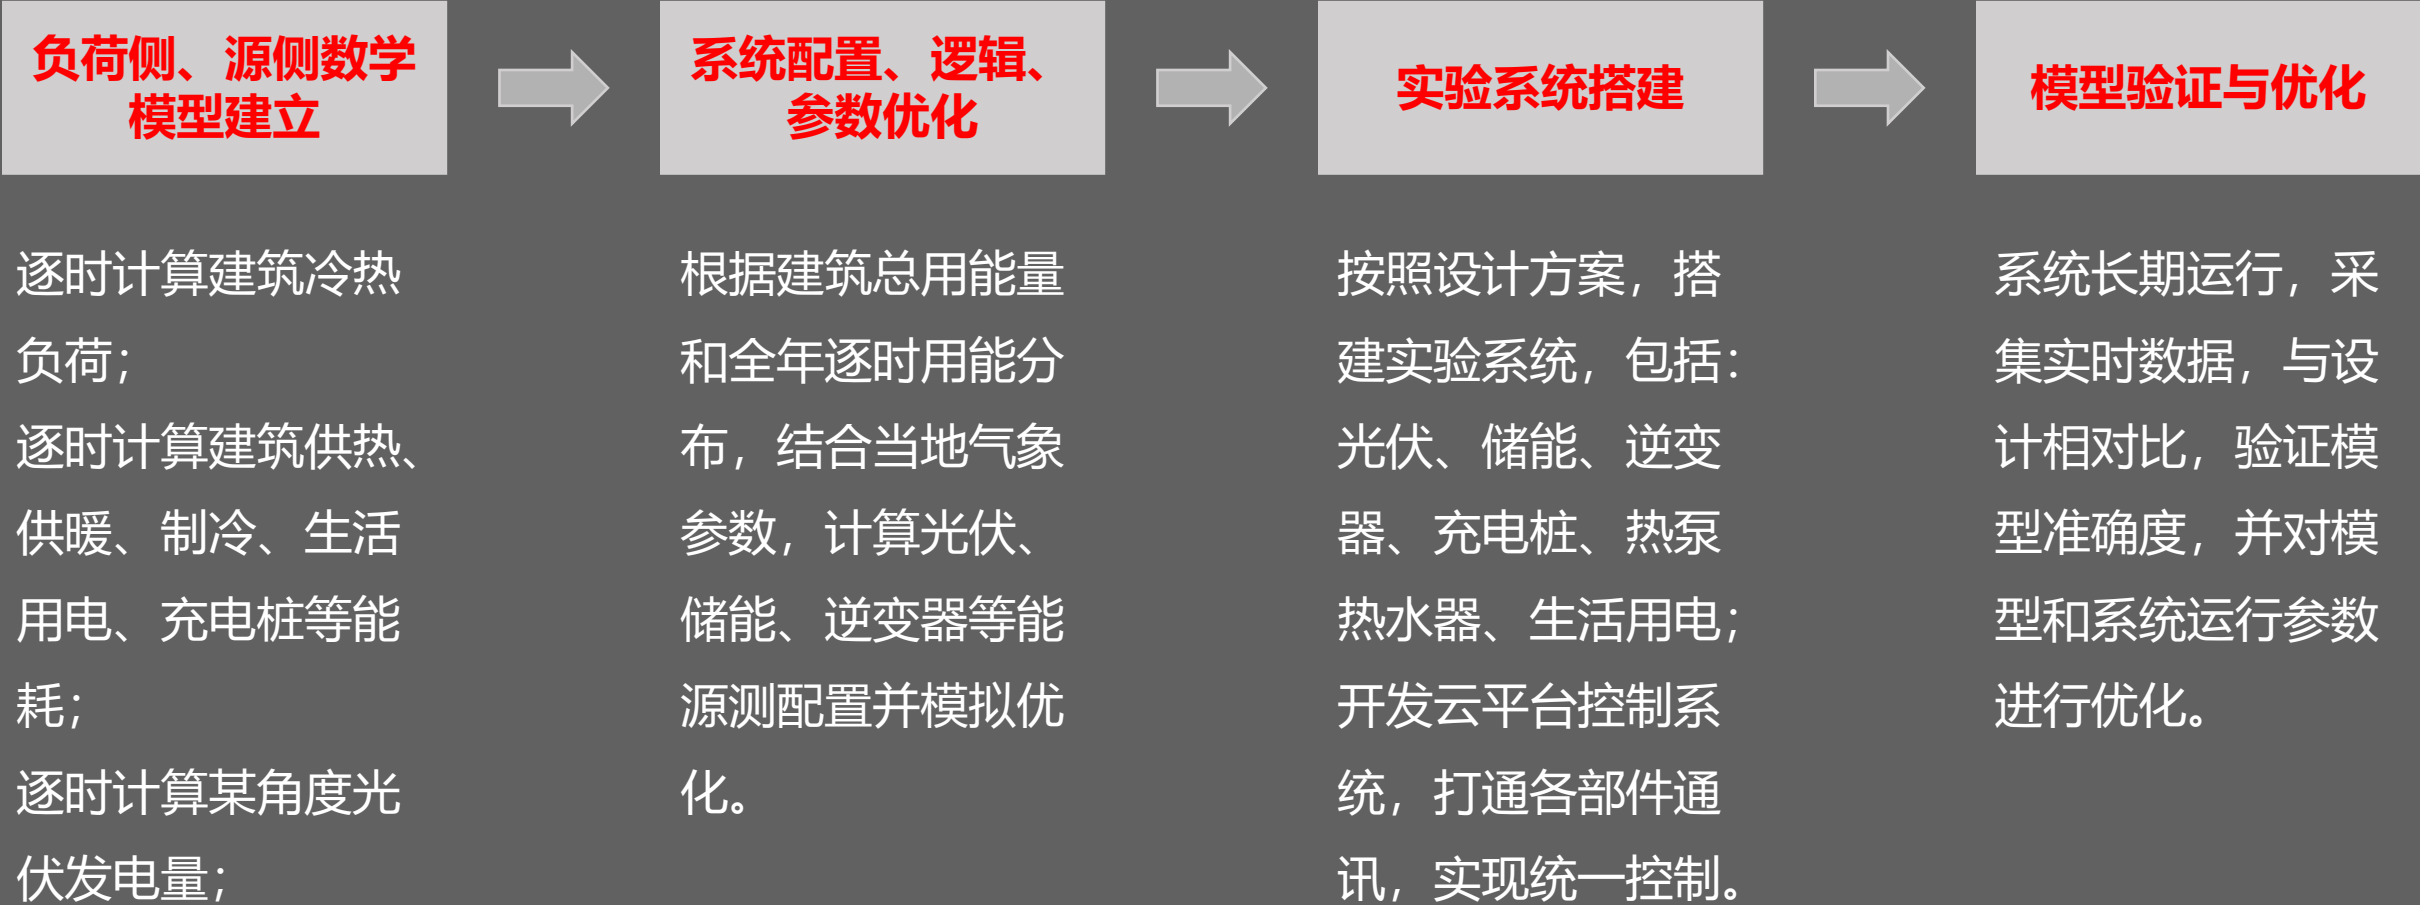 负荷侧、源侧数学
模型建立
系统配置、逻辑、
参数优化
实验系统搭建
模型验证与优化
逐时计算建筑冷热
负荷；
逐时计算建筑供热、
供暖、制冷、生活
用电、充电桩等能
耗；
逐时计算某角度光
伏发电量；
根据建筑总用能量
和全年逐时用能分
布，结合当地气象
参数，计算光伏、
储能、逆变器等能
源测配置并模拟优
化。
按照设计方案，搭
建实验系统，包括：
光伏、储能、逆变
器、充电桩、热泵
热水器、生活用电；
开发云平台控制系
统，打通各部件通
讯，实现统一控制。
系统长期运行，采
集实时数据，与设
计相对比，验证模
型准确度，并对模
型和系统运行参数
进行优化。